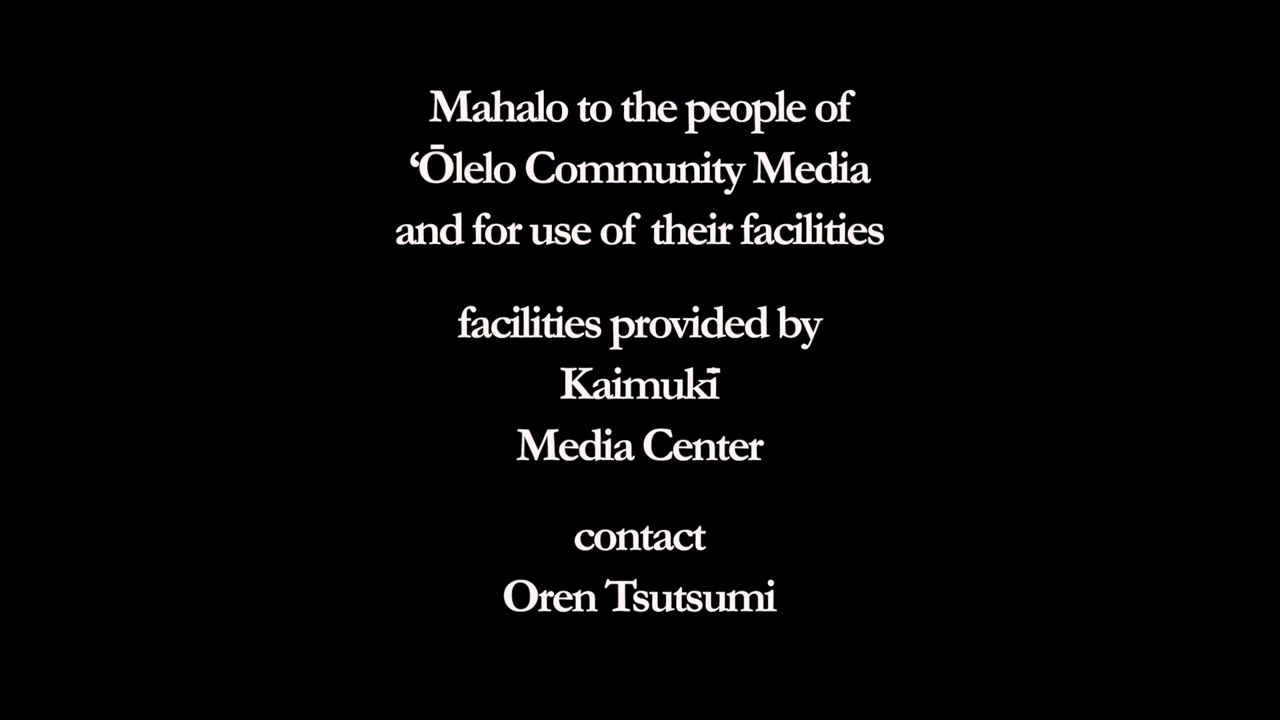 Mahalo to the people of
‘Ōlelo Community Media
and for use of their facilities
facilities provided by
Kaimukī
Media Center
contact
Oren Tsutsumi